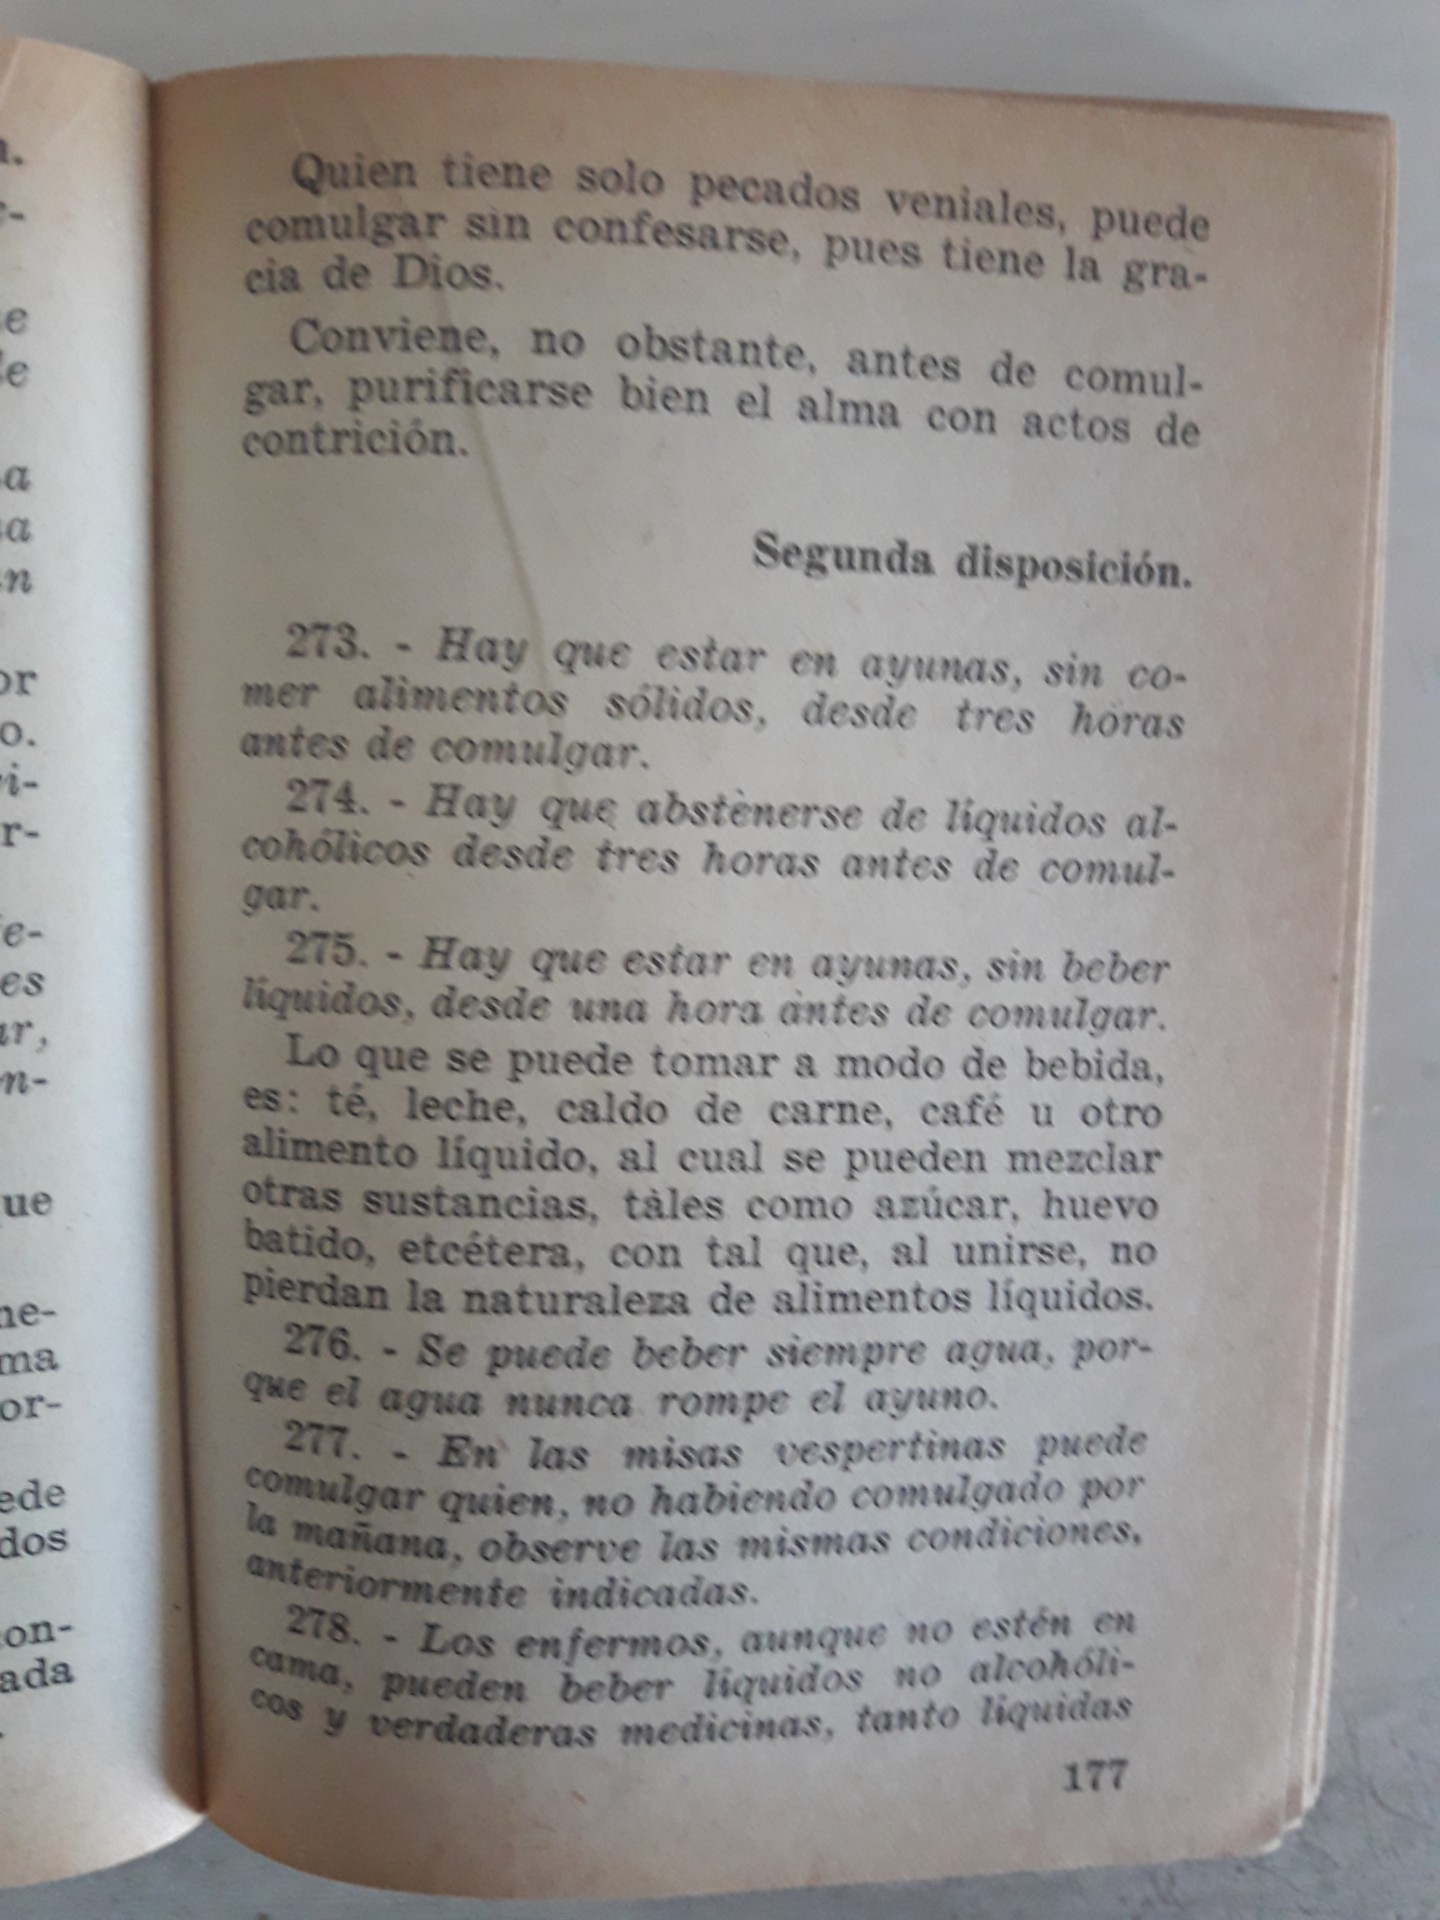 Quien tiene solo pecados veniales, puede
comulgar sin confesarse, pues tiene la gra-
cia de Dios.
Conviene, no obstante, antes de comul-
gar, purificarse bien el alma con actos de
contrición.
Segunda disposición.
273. - Hay que estar en ayunas, sin co-
mer alimentos sólidos, desde tres horas
antes de comulgar.
274. - Hay que abstenerse de líquidos al-
cohólicos desde tres horas antes de comul-
gar.
275. - Hay que estar en ayunas, sin beber
líquidos, desde una hora antes de comulgar.
Lo que se puede tomar a modo de bebida,
es: té, leche, caldo de carne, café u otro
alimento líquido, al cual se pueden mezclar
otras sustancias, tales como azúcar, huevo
batido, etcétera, con tal que, al unirse, no
pierdan la naturaleza de alimentos líquidos.
276. - Se puede beber siempre agua, por-
que el agua nunca rompe el ayuno.
277. - En las misas vespertinas puede
comulgar quien, no habiendo comulgado por
la mañana, observe las mismas condiciones,
anteriormente indicadas.
278. - Los enfermos, aunque no estén en
cama, pueden beber líquidos no alcohóli-
cos y verdaderas medicinas, tanto líquidas
177